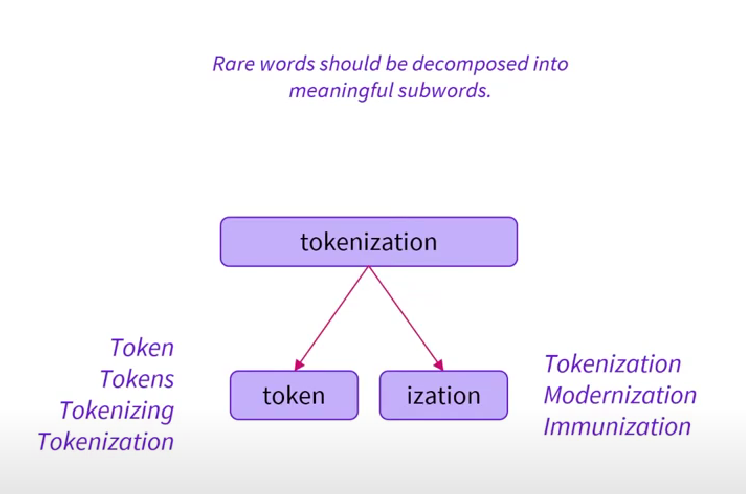 Rare words should be decomposed into
meaningful subwords.
tokenization
Token
Tokens
Tokenizing
Tokenization
token
ization
Tokenization
Modernization
Immunization